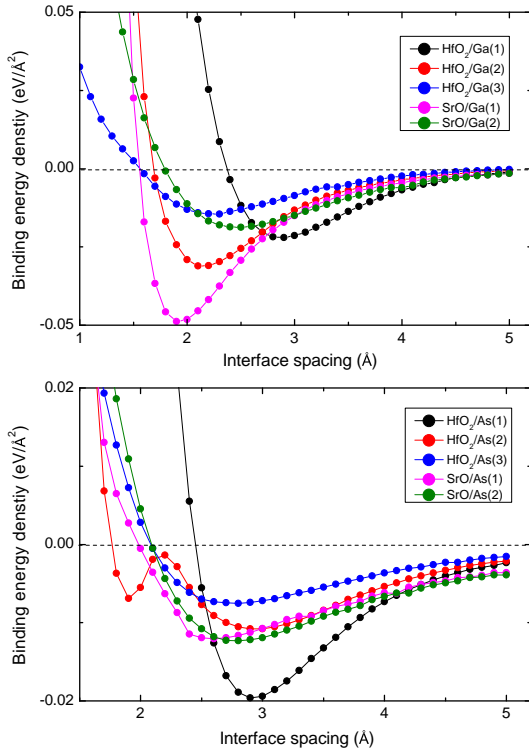 0.05
0.00
-0.05
Binding energy denstiy (eV/Å²)
HfO₂/Ga(1)
HfO₂/Ga(2)
HfO₂/Ga(3)
SrO/Ga(1)
SrO/Ga(2)
1 2 3 4 5
Interface spacing (Å)
0.02
0.00
-0.02
Binding energy denstiy (eV/Å²)
HfO₂/As(1)
HfO₂/As(2)
HfO₂/As(3)
SrO/As(1)
SrO/As(2)
2 3 4 5
Interface spacing (Å)